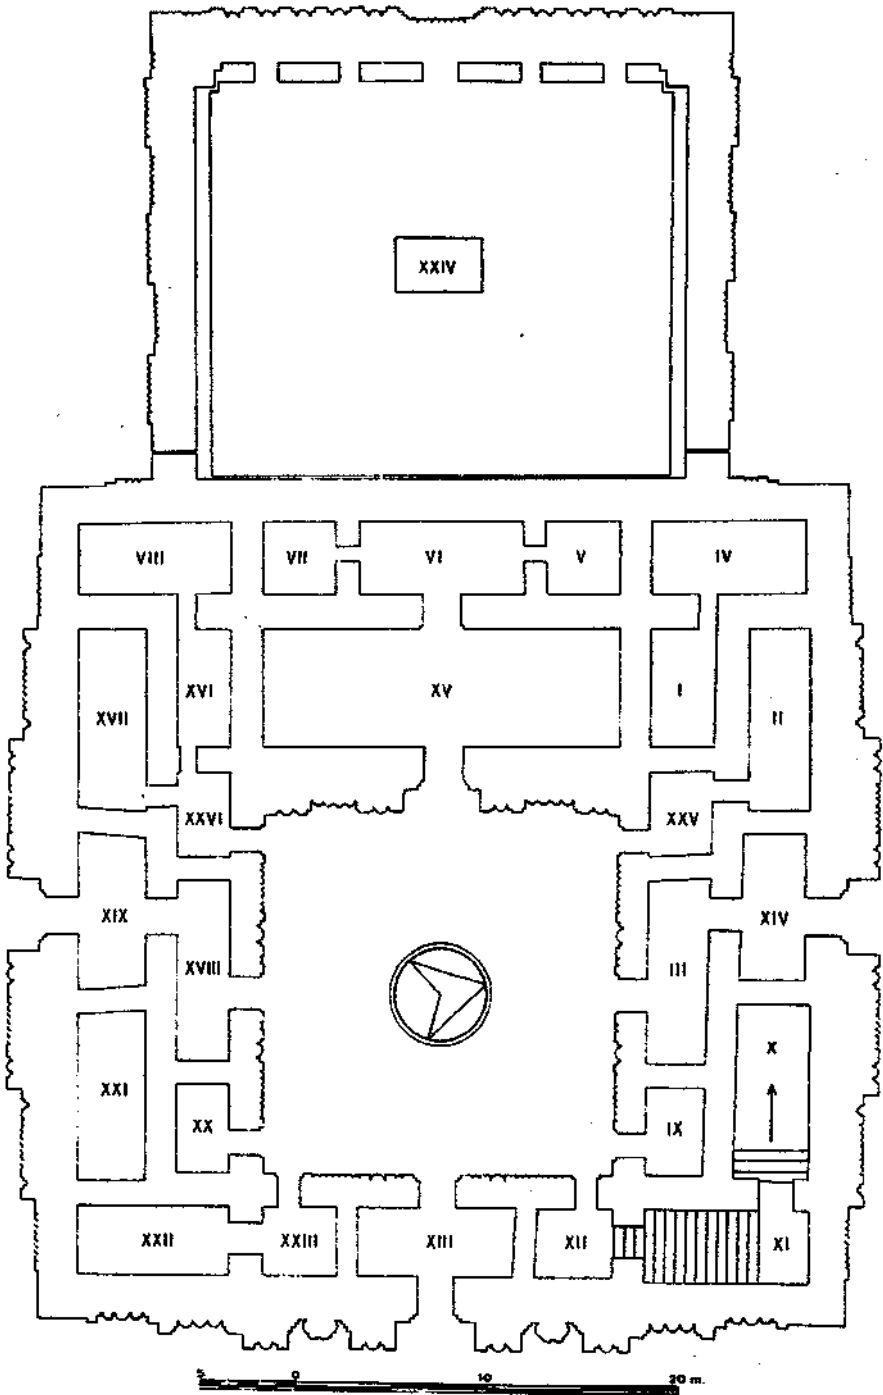 XXIV
VIII VII VI V IV
XVII XVI XV I II
XXVI XXV
XIX XIV
XVIII III
X
XXI
XX IX
XXII XXIII XIII XII XI
5 0 10 20 m.